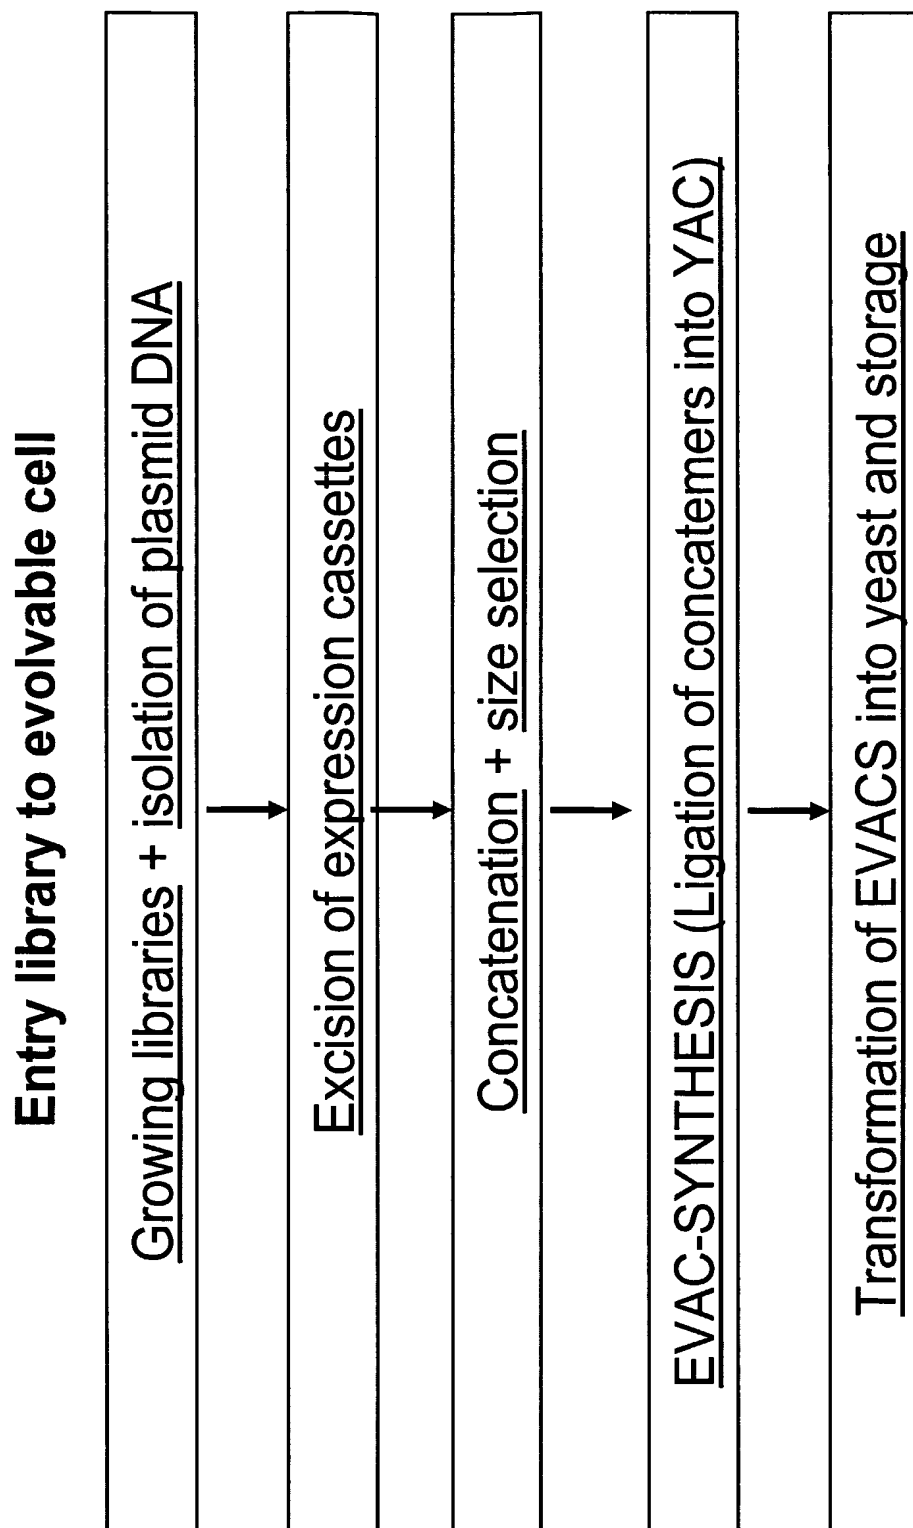 Entry library to evolvable cell
Growing libraries + isolation of plasmid DNA
Excision of expression cassettes
Concatenation + size selection
EVAC-SYNTHESIS (Ligation of concatemers into YAC)
Transformation of EVACS into yeast and storage